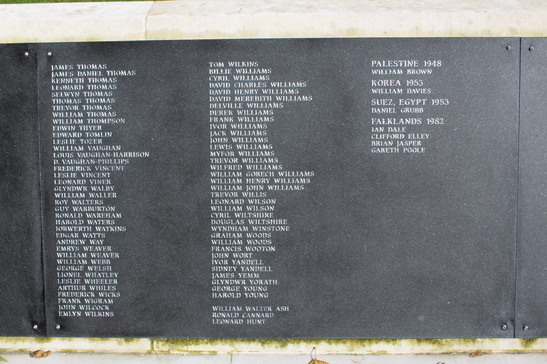 JAMES THOMAS
JAMES DANIEL THOMAS
KENNETH THOMAS
LEONARD THOMAS
SELWYN THOMAS
THOMAS THOMAS
TREVOR THOMAS
WILLIAM THOMAS
WILLIAM THOMPSON
EDWIN THYER
EDWARD TOMLIN
LESLIE TOZER
WILLIAM VAUGHAN
LOUIS VAUGHAN-HARRISON
D. VAUGHAN-PHILLIPS
FREDERICK VINCENT
LESLIE VINCENT
LEONARD VINER
GLYNDWR WALBY
WILLIAM WALLER
ROY WALTERS
GUY WARBURTON
RONALD WAREHAM
HAROLD WATERS
IORWERTH WATKINS
EDGAR WATTS
ANDREW WAY
EMRYS WEAVER
WILLIAM WEAVER
WILLIAM WEBB
GEORGE WELSH
LIONEL WHATLEY
LESLIE WHEELER
ARTHUR WHILES
FREDERICK WICKS
FRANK WIGRAM
JOHN WILCOCK
EMLYN WILKINS
TOM WILKINS
BILLIE WILLIAMS
CYRIL WILLIAMS
DAVID CHARLES WILLIAMS
DAVID HENRY WILLIAMS
DAVID MEREDITH WILLIAMS
DELVILLE WILLIAMS
DEREK WILLIAMS
FRANK WILLIAMS
IVOR WILLIAMS
JACK WILLIAMS
JOHN WILLIAMS
LEWIS WILLIAMS
MYFOR WILLIAMS
TREVOR WILLIAMS
WILFRED WILLIAMS
WILLIAM GORECH WILLIAMS
WILLIAM HENRY WILLIAMS
WILLIAM JOHN WILLIAMS
TREVOR WILLIS
LEONARD WILSON
WILLIAM WILSON
CYRIL WILTSHIRE
DOUGLAS WILTSHIRE
WYNDHAM WINSTONE
GRAHAM WOODS
WILLIAM WOODS
FRANCIS WOOTON
JOHN WORT
IVOR YANDELL
SIDNEY YANDELL
JAMES YEMM
GLYNDWR YORATH
GEORGE YOUNG
HAROLD YOUNG
WILLIAM WALTER ASH
RONALD CANNARD
LEONARD HUNT
PALESTINE 1948
WILLIAM BROWN
KOREA 1953
WILLIAM DAVIES
SUEZ, EGYPT 1953
DANIEL GRUBB
FALKLANDS 1982
IAN DALE
CLIFFORD ELLEY
BRIAN JASPER
GARETH POOLE